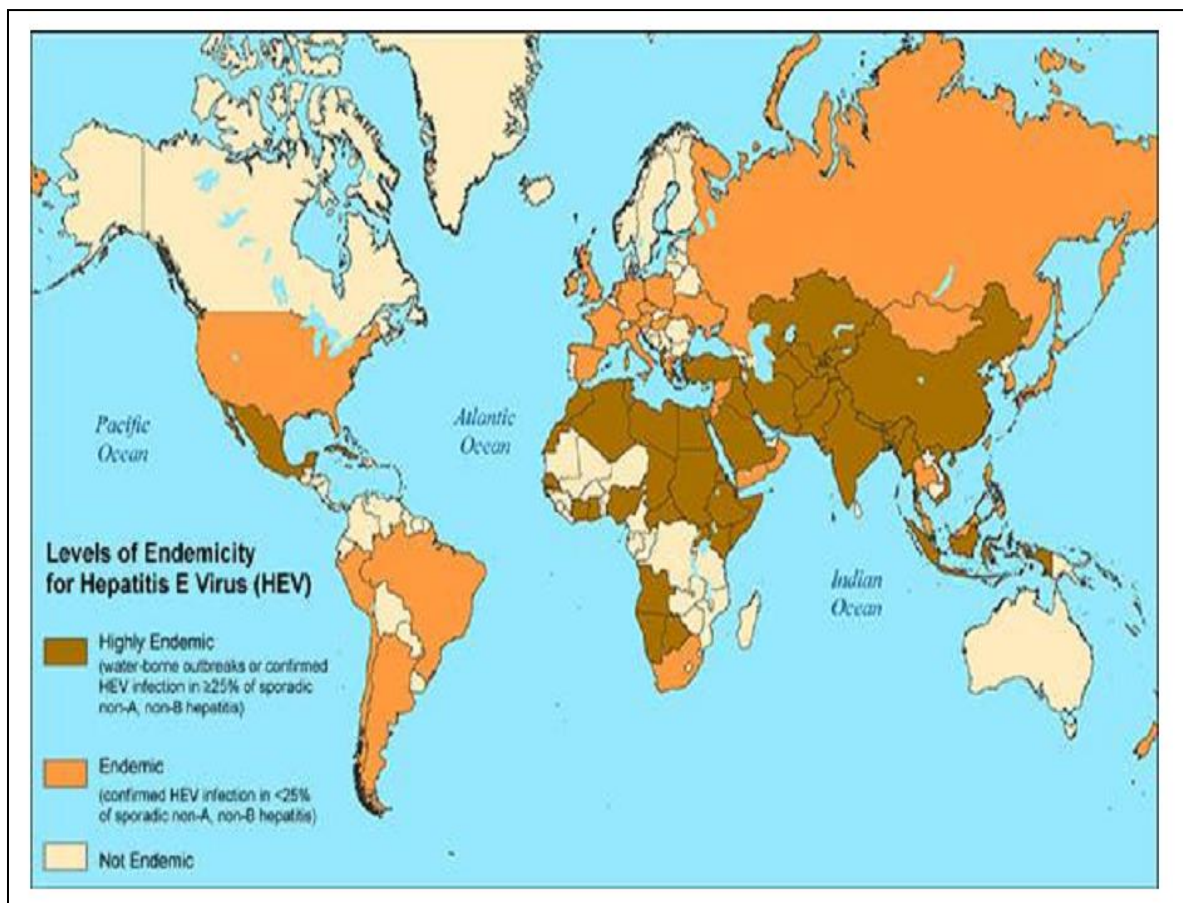 Pacific
Ocean
Atlantic
Ocean
Indian
Ocean
Levels of Endemicity
for Hepatitis E Virus (HEV)
Highly Endemic
(water-borne outbreaks or confirmed
HEV infection in ≥25% of sporadic
non-A, non-B hepatitis)
Endemic
(confirmed HEV infection in <25%
of sporadic non-A, non-B hepatitis)
Not Endemic